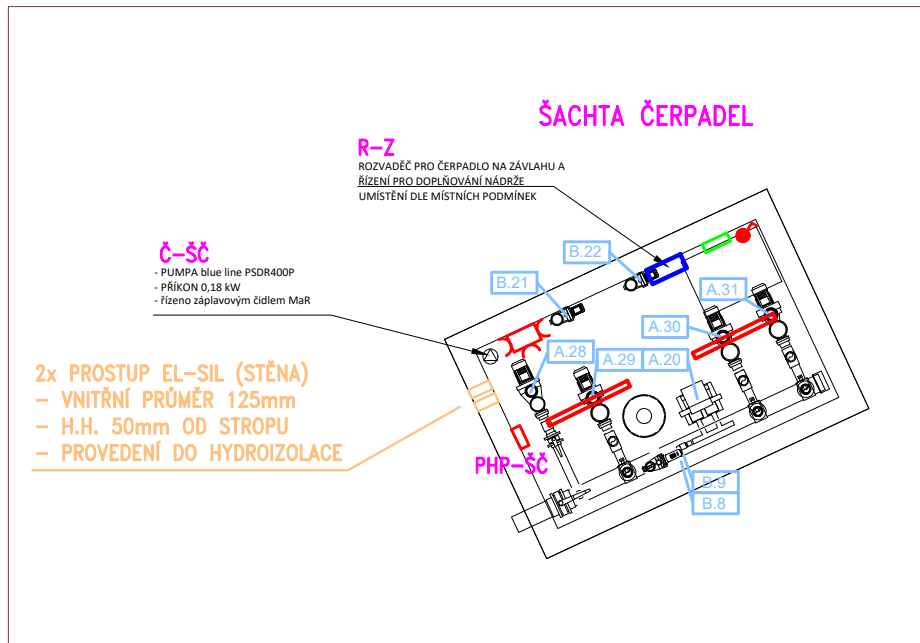 ŠACHTA ČERPADEL
R-Z
ROZVADĚČ PRO ČERPADLO NA ZÁVLAHU A
ŘÍZENÍ PRO DOPLŇOVÁNÍ NÁDRŽE
UMÍSTĚNÍ DLE MÍSTNÍCH PODMÍNEK
Č-ŠČ
- PUMPA blue line PSDR400P
- PŘÍKON 0,18 kW
- řízeno záplavovým čidlem MaR
B.22
B.21
A.31
A.30
A.28
A.29
A.20
2x PROSTUP EL-SIL (STĚNA)
- VNITŘNÍ PRŮMĚR 125mm
- H.H. 50mm OD STROPU
- PROVEDENÍ DO HYDROIZOLACE
PHP-ŠČ
B.9
B.8